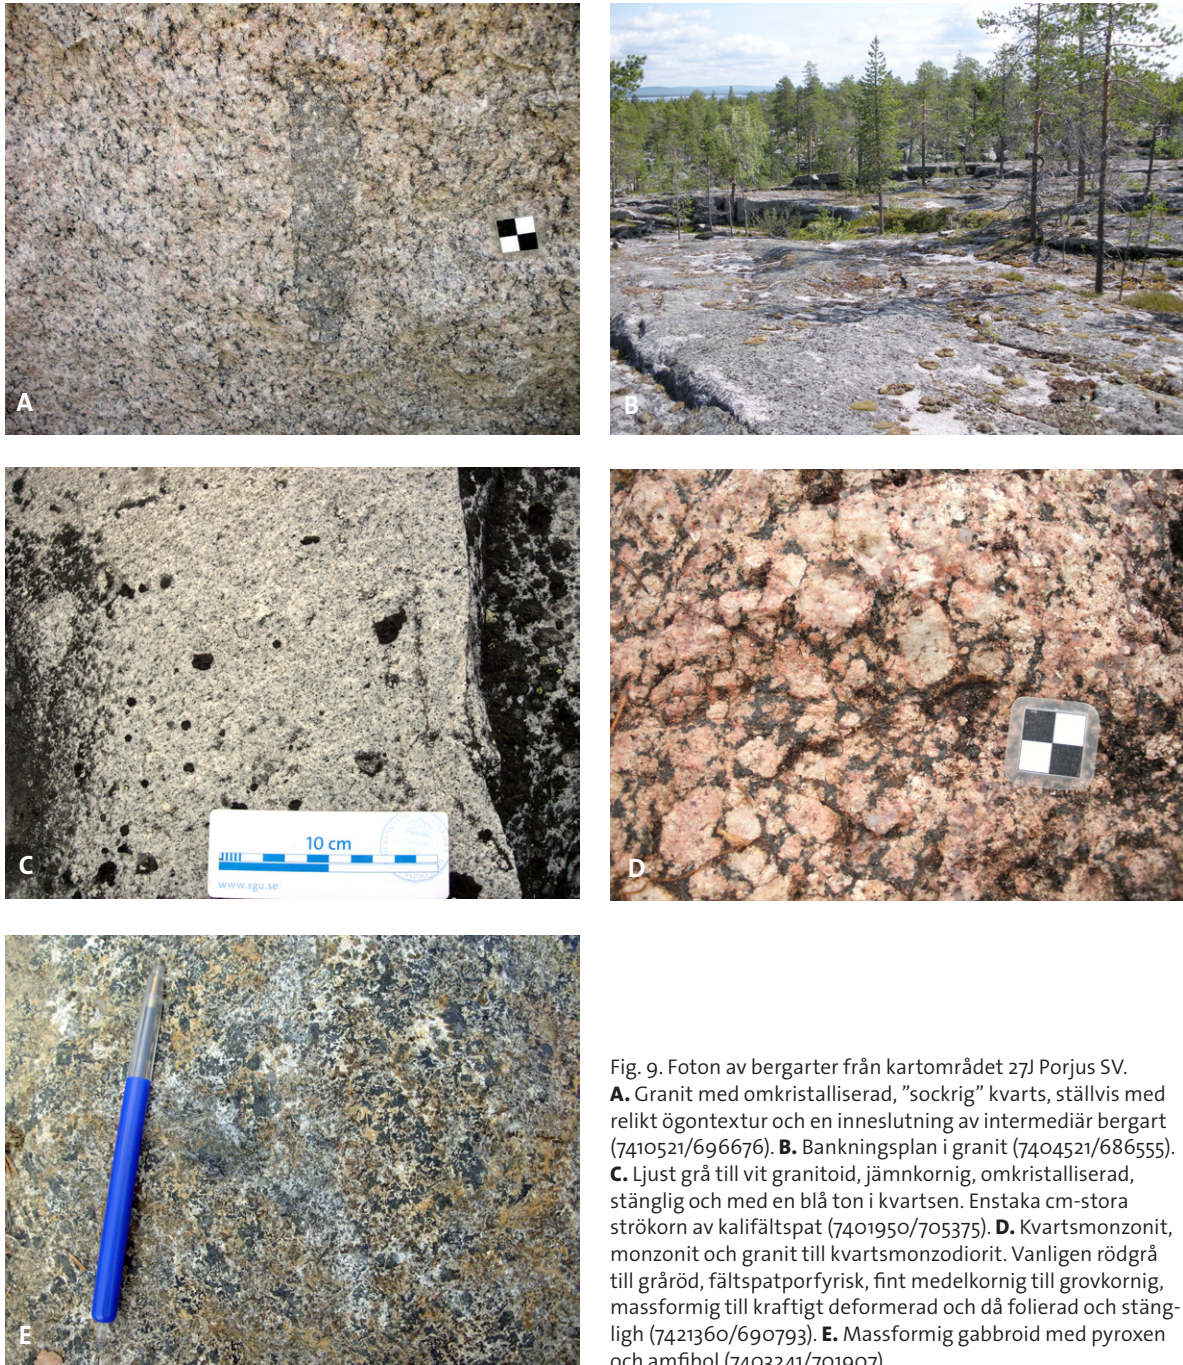 A
B
C
10 cm
www.sgu.se
D
E
Fig. 9. Foton av bergarter från kartområdet 27J Porjus SV.
A. Granit med omkristalliserad, ”sockrig” kvarts, ställvis med
relikt ögontextur och en inneslutning av intermediär bergart
(7410521/696676). B. Bankningsplan i granit (7404521/686555).
C. Ljust grå till vit granitoid, jämnkornig, omkristalliserad,
stänglig och med en blå ton i kvartsen. Enstaka cm-stora
strökorn av kalifältspat (7401950/705375). D. Kvartsmonzonit,
monzonit och granit till kvartsmonzodiorit. Vanligen rödgrå
till gråröd, fältspatporfyrisk, fint medelkornig till grovkornig,
massformig till kraftigt deformerad och då folierad och stäng-
ligh (7421360/690793). E. Massformig gabbroid med pyroxen
och amfibol (7403241/701907)